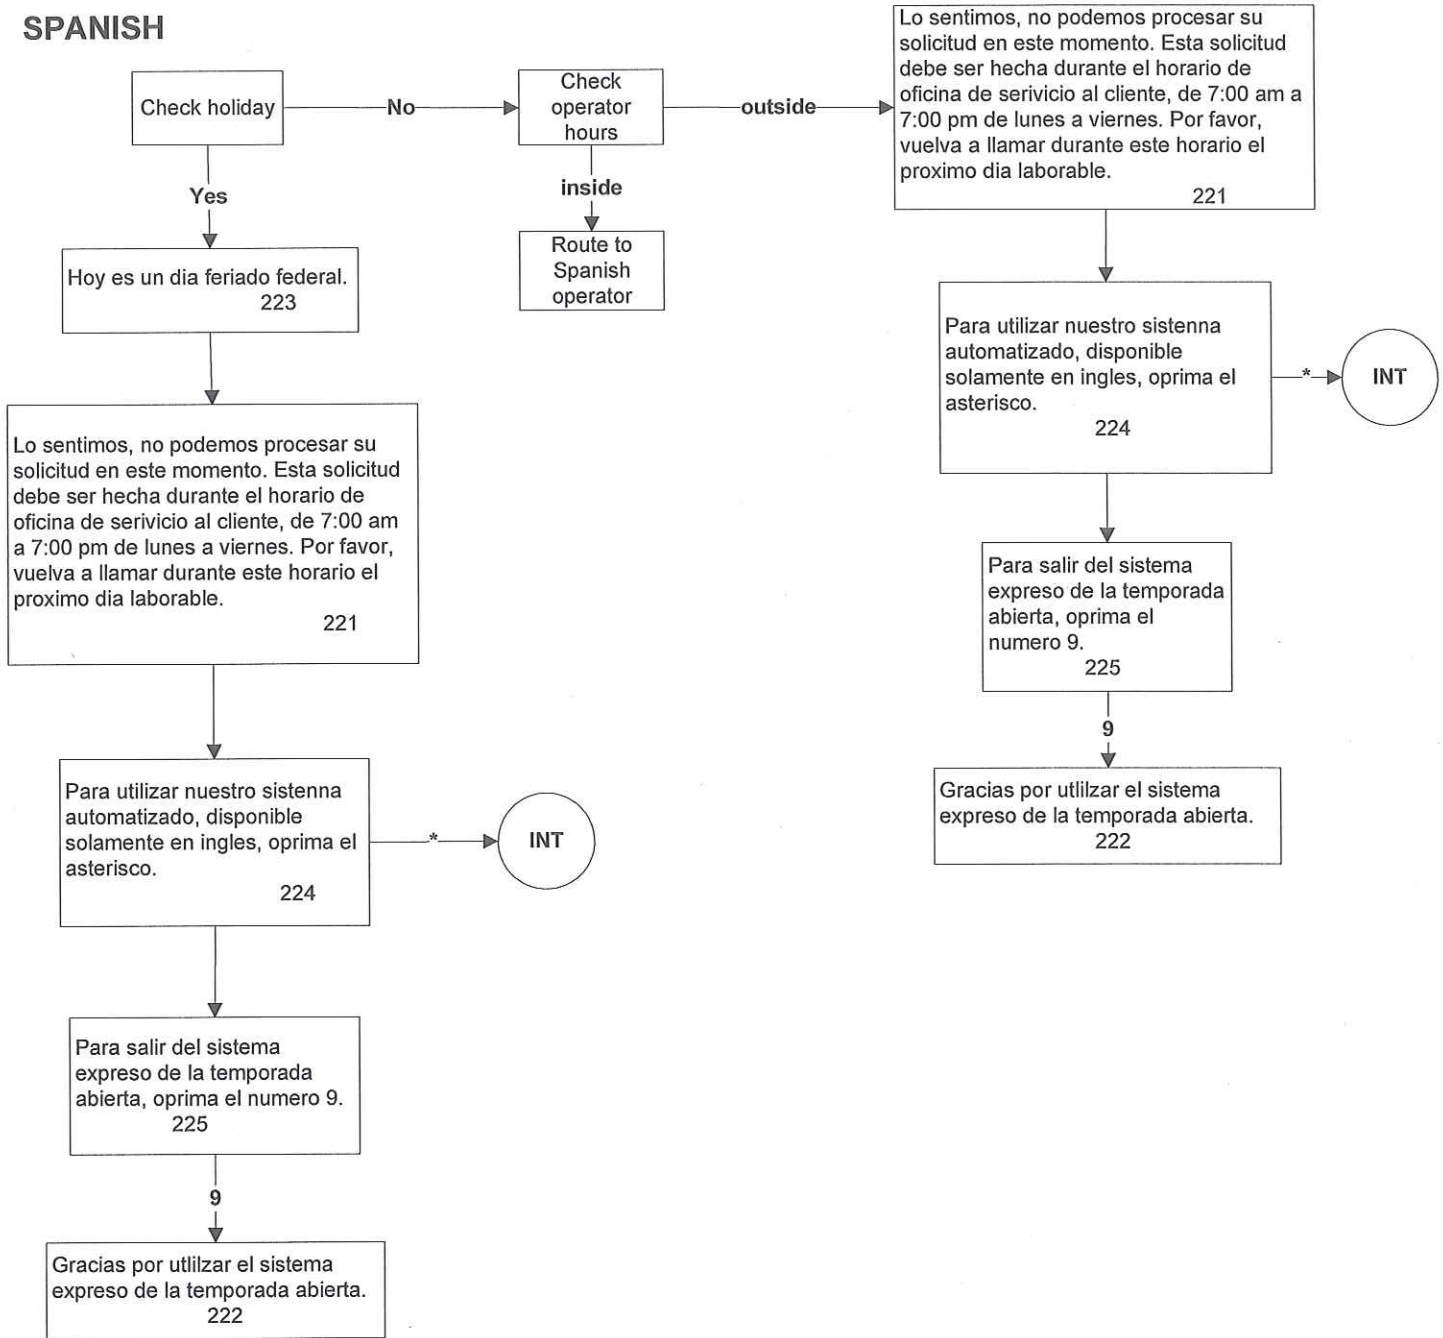 SPANISH
Check holiday
No
Check
operator
hours
outside
Lo sentimos, no podemos procesar su
solicitud en este momento. Esta solicitud
debe ser hecha durante el horario de
oficina de serivicio al cliente, de 7:00 am a
7:00 pm de lunes a viernes. Por favor,
vuelva a llamar durante este horario el
proximo dia laborable.
221
Yes
inside
Hoy es un dia feriado federal.
223
Route to
Spanish
operator
Para utilizar nuestro sistenna
automatizado, disponible
solamente en ingles, oprima el
asterisco.
224
*
INT
Lo sentimos, no podemos procesar su
solicitud en este momento. Esta solicitud
debe ser hecha durante el horario de
oficina de serivicio al cliente, de 7:00 am
a 7:00 pm de lunes a viernes. Por favor,
vuelva a llamar durante este horario el
proximo dia laborable.
221
Para salir del sistema
expreso de la temporada
abierta, oprima el
numero 9.
225
9
Gracias por utlilzar el sistema
expreso de la temporada abierta.
222
Para utilizar nuestro sistenna
automatizado, disponible
solamente en ingles, oprima el
asterisco.
224
*
INT
Para salir del sistema
expreso de la temporada
abierta, oprima el numero 9.
225
9
Gracias por utlilzar el sistema
expreso de la temporada abierta.
222